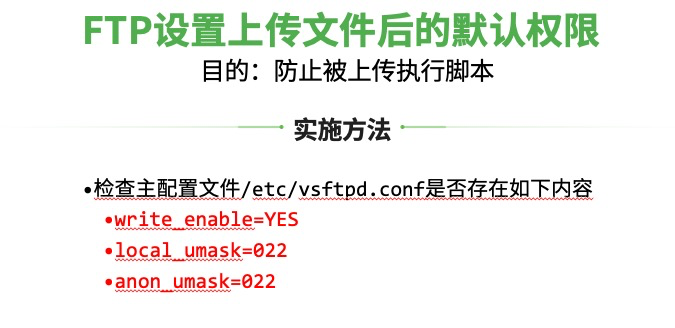 FTP设置上传文件后的默认权限
目的：防止被上传执行脚本
实施方法
•检查主配置文件/etc/vsftpd.conf是否存在如下内容
•write_enable=YES
•local_umask=022
•anon_umask=022